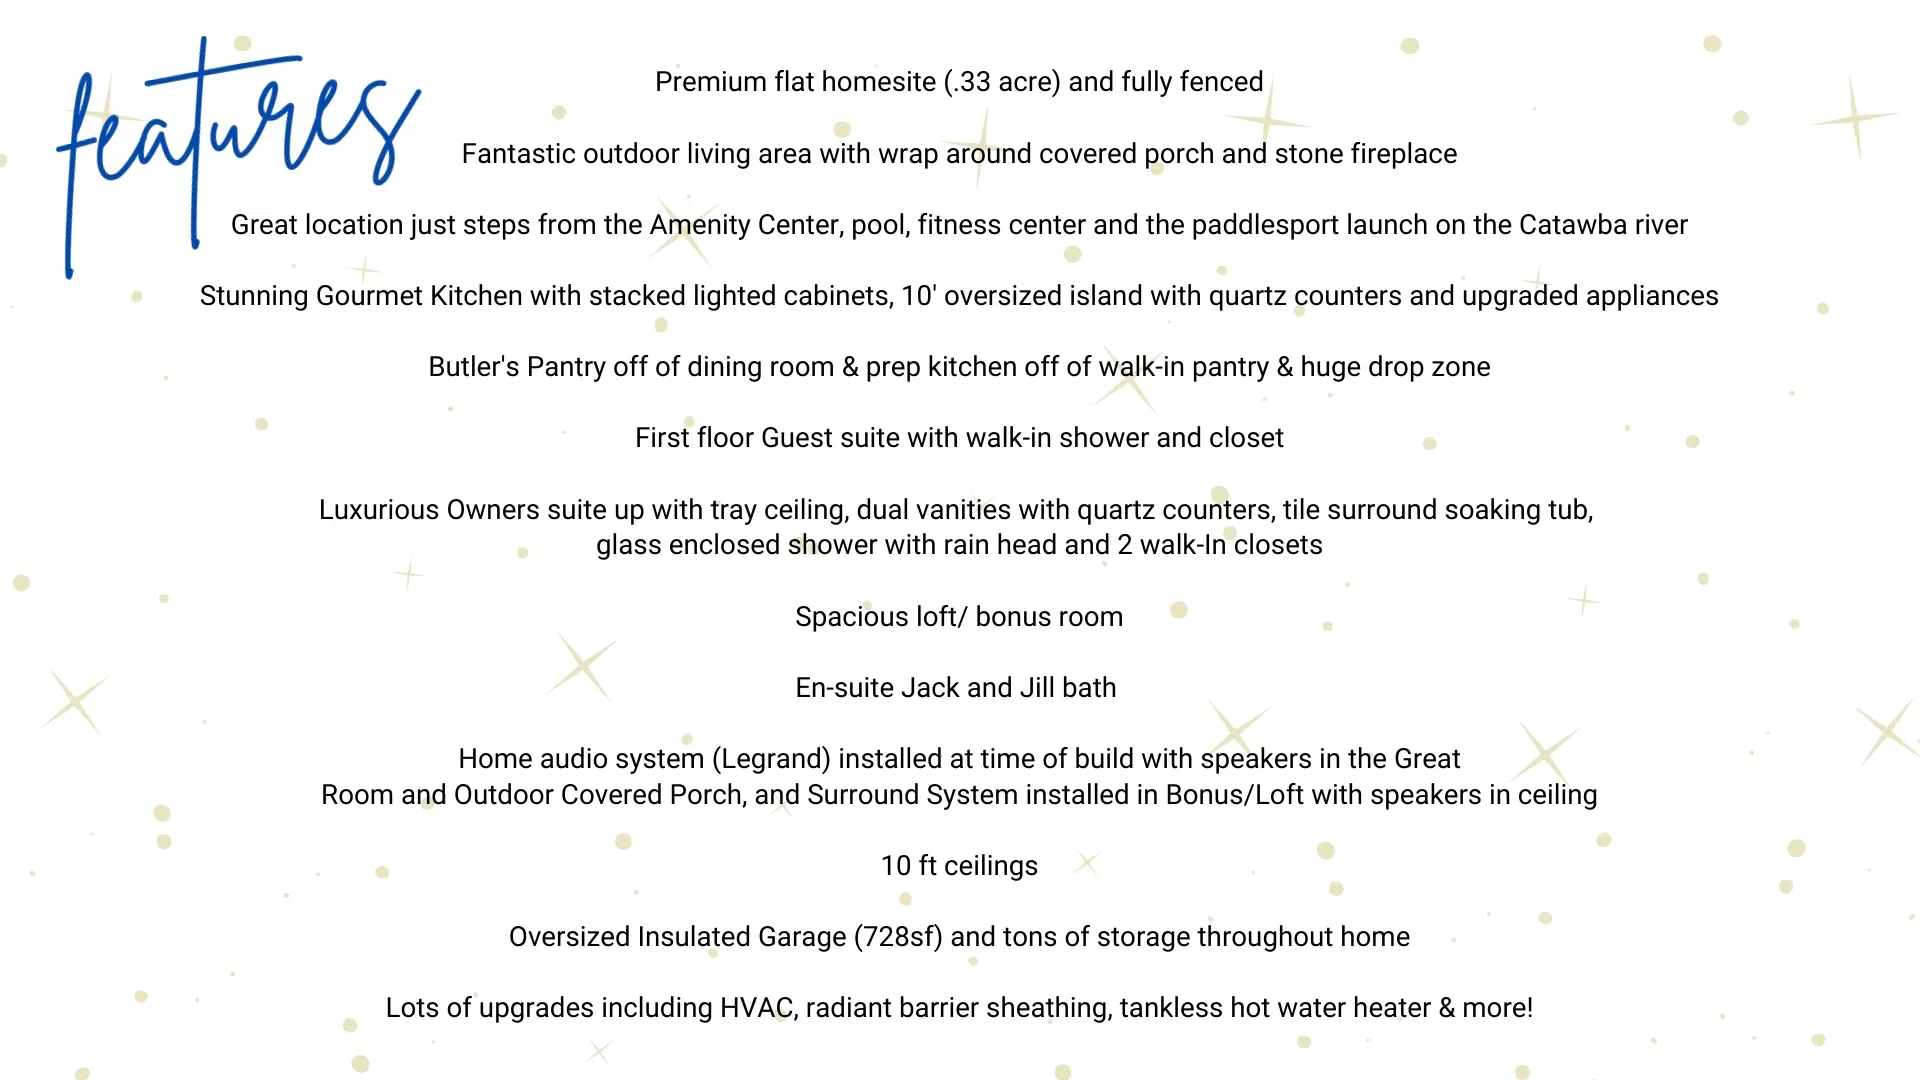 features
Premium flat homesite (.33 acre) and fully fenced
Fantastic outdoor living area with wrap around covered porch and stone fireplace
Great location just steps from the Amenity Center, pool, fitness center and the paddlesport launch on the Catawba river
Stunning Gourmet Kitchen with stacked lighted cabinets, 10' oversized island with quartz counters and upgraded appliances
Butler's Pantry off of dining room & prep kitchen off of walk-in pantry & huge drop zone
First floor Guest suite with walk-in shower and closet
Luxurious Owners suite up with tray ceiling, dual vanities with quartz counters, tile surround soaking tub,
glass enclosed shower with rain head and 2 walk-In closets
Spacious loft/ bonus room
En-suite Jack and Jill bath
Home audio system (Legrand) installed at time of build with speakers in the Great
Room and Outdoor Covered Porch, and Surround System installed in Bonus/Loft with speakers in ceiling
10 ft ceilings
Oversized Insulated Garage (728sf) and tons of storage throughout home
Lots of upgrades including HVAC, radiant barrier sheathing, tankless hot water heater & more!